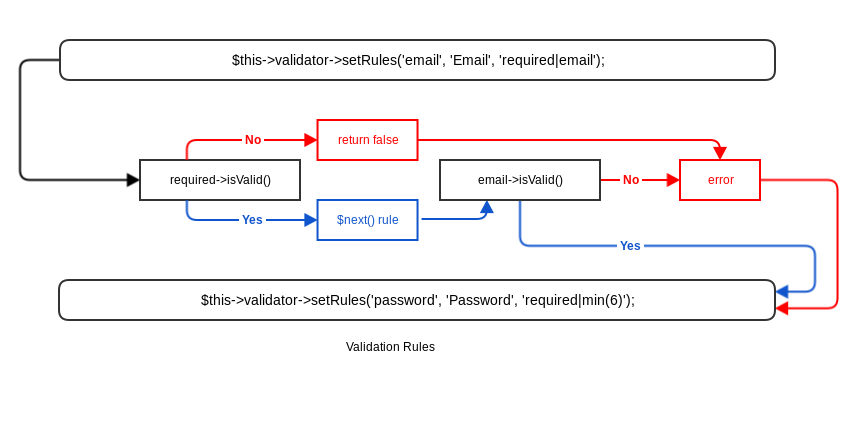 $this->validator->setRules('email', 'Email', 'required|email');
No
return false
required->isValid()
email->isValid()
No
error
Yes
$next() rule
Yes
$this->validator->setRules('password', 'Password', 'required|min(6)');
Validation Rules